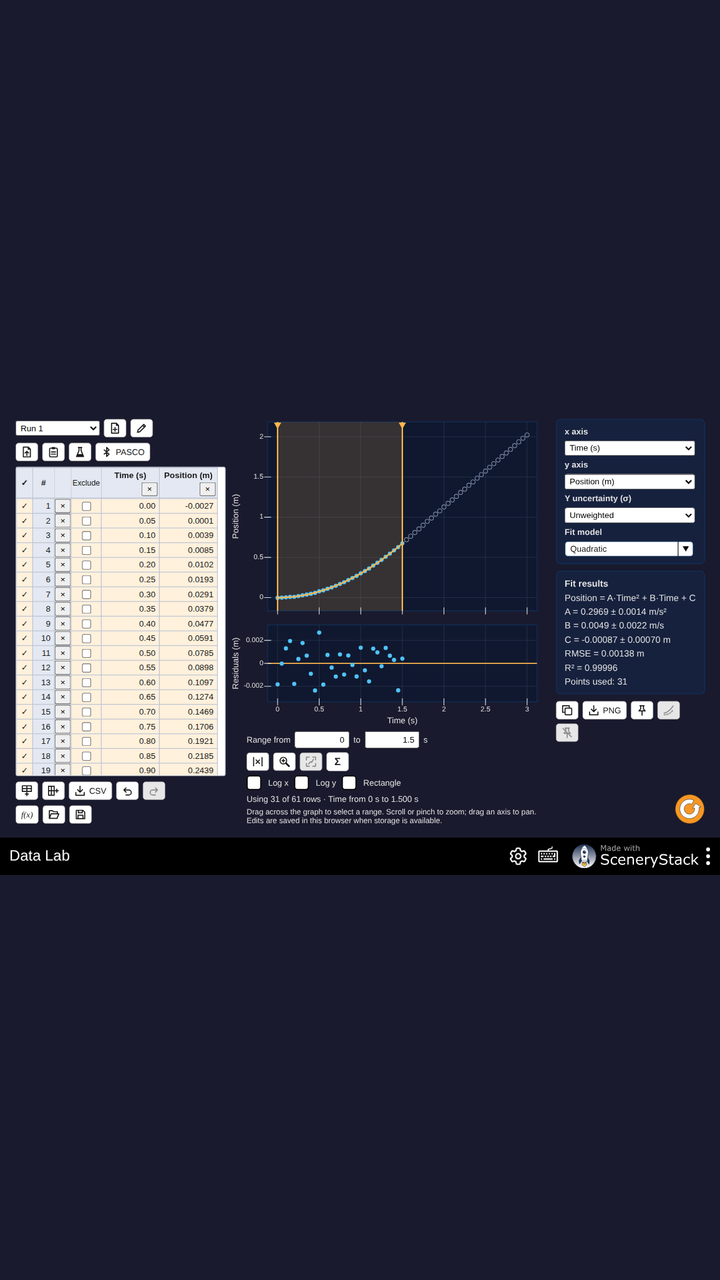 Run 1
PASCO
✓ # Exclude Time (s) Position (m)
× ×
✓ 1 × 0.00 -0.0027
✓ 2 × 0.05 0.0001
✓ 3 × 0.10 0.0039
✓ 4 × 0.15 0.0085
✓ 5 × 0.20 0.0102
✓ 6 × 0.25 0.0193
✓ 7 × 0.30 0.0291
✓ 8 × 0.35 0.0379
✓ 9 × 0.40 0.0477
✓ 10 × 0.45 0.0591
✓ 11 × 0.50 0.0785
✓ 12 × 0.55 0.0898
✓ 13 × 0.60 0.1097
✓ 14 × 0.65 0.1274
✓ 15 × 0.70 0.1469
✓ 16 × 0.75 0.1706
✓ 17 × 0.80 0.1921
✓ 18 × 0.85 0.2185
✓ 19 × 0.90 0.2439
CSV
f(x)
Position (m)
2
1.5
1
0.5
0
Residuals (m)
0.002
0
-0.002
0 0.5 1 1.5 2 2.5 3
Time (s)
Range from 0 to 1.5 s
|×| Σ
Log x Log y Rectangle
Using 31 of 61 rows · Time from 0 s to 1.500 s
Drag across the graph to select a range. Scroll or pinch to zoom; drag an axis to pan.
Edits are saved in this browser when storage is available.
x axis
Time (s)
y axis
Position (m)
Y uncertainty (σ)
Unweighted
Fit model
Quadratic
Fit results
Position = A·Time² + B·Time + C
A = 0.2969 ± 0.0014 m/s²
B = 0.0049 ± 0.0022 m/s
C = -0.00087 ± 0.00070 m
RMSE = 0.00138 m
R² = 0.99996
Points used: 31
PNG
Data Lab
Made with
SceneryStack